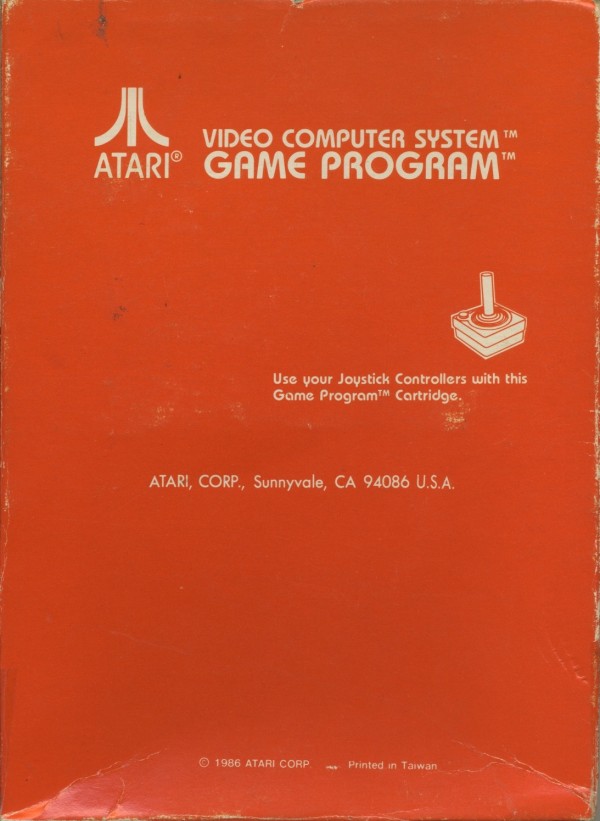 VIDEO COMPUTER SYSTEM™
ATARI® GAME PROGRAM™
Use your Joystick Controllers with this
Game Program™ Cartridge.
ATARI, CORP., Sunnyvale, CA 94086 U.S.A.
© 1986 ATARI CORP. Printed in Taiwan